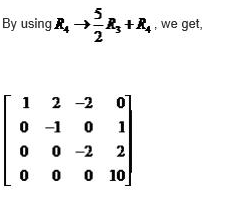 By using R₄ → 5/2 R₃ + R₄, we get,
[ 1 2 -2 0
0 -1 0 1
0 0 -2 2
0 0 0 10 ]